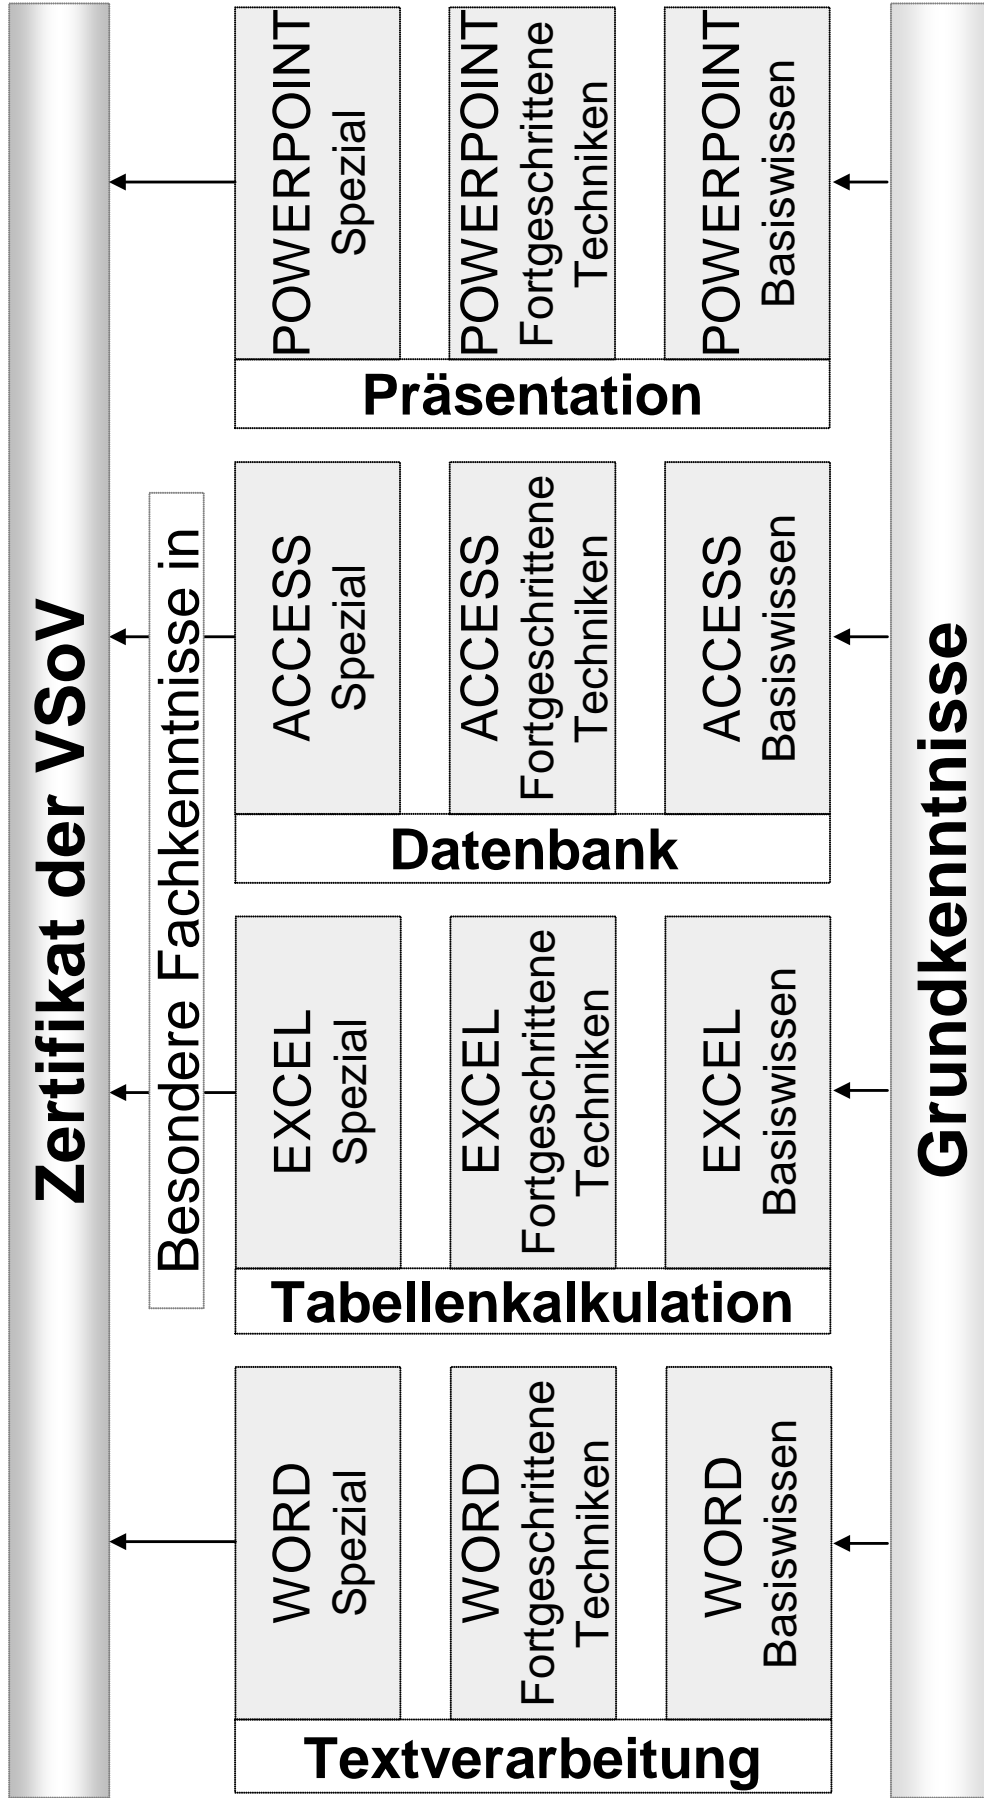 Zertifikat der VSoV
Besondere Fachkenntnisse in
Textverarbeitung
WORD
Spezial
WORD
Fortgeschrittene
Techniken
WORD
Basiswissen
Tabellenkalkulation
EXCEL
Spezial
EXCEL
Fortgeschrittene
Techniken
EXCEL
Basiswissen
Datenbank
ACCESS
Spezial
ACCESS
Fortgeschrittene
Techniken
ACCESS
Basiswissen
Präsentation
POWERPOINT
Spezial
POWERPOINT
Fortgeschrittene
Techniken
POWERPOINT
Basiswissen
Grundkenntnisse